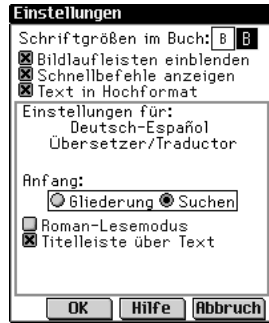 Einstellungen
Schriftgrößen im Buch: B B
Bildlaufleisten einblenden
Schnellbefehle anzeigen
Text in Hochformat
Einstellungen für:
Deutsch-Español
Übersetzer/Traductor
Anfang:
Gliederung Suchen
Roman-Lesemodus
Titelleiste über Text
OK Hilfe Abbruch